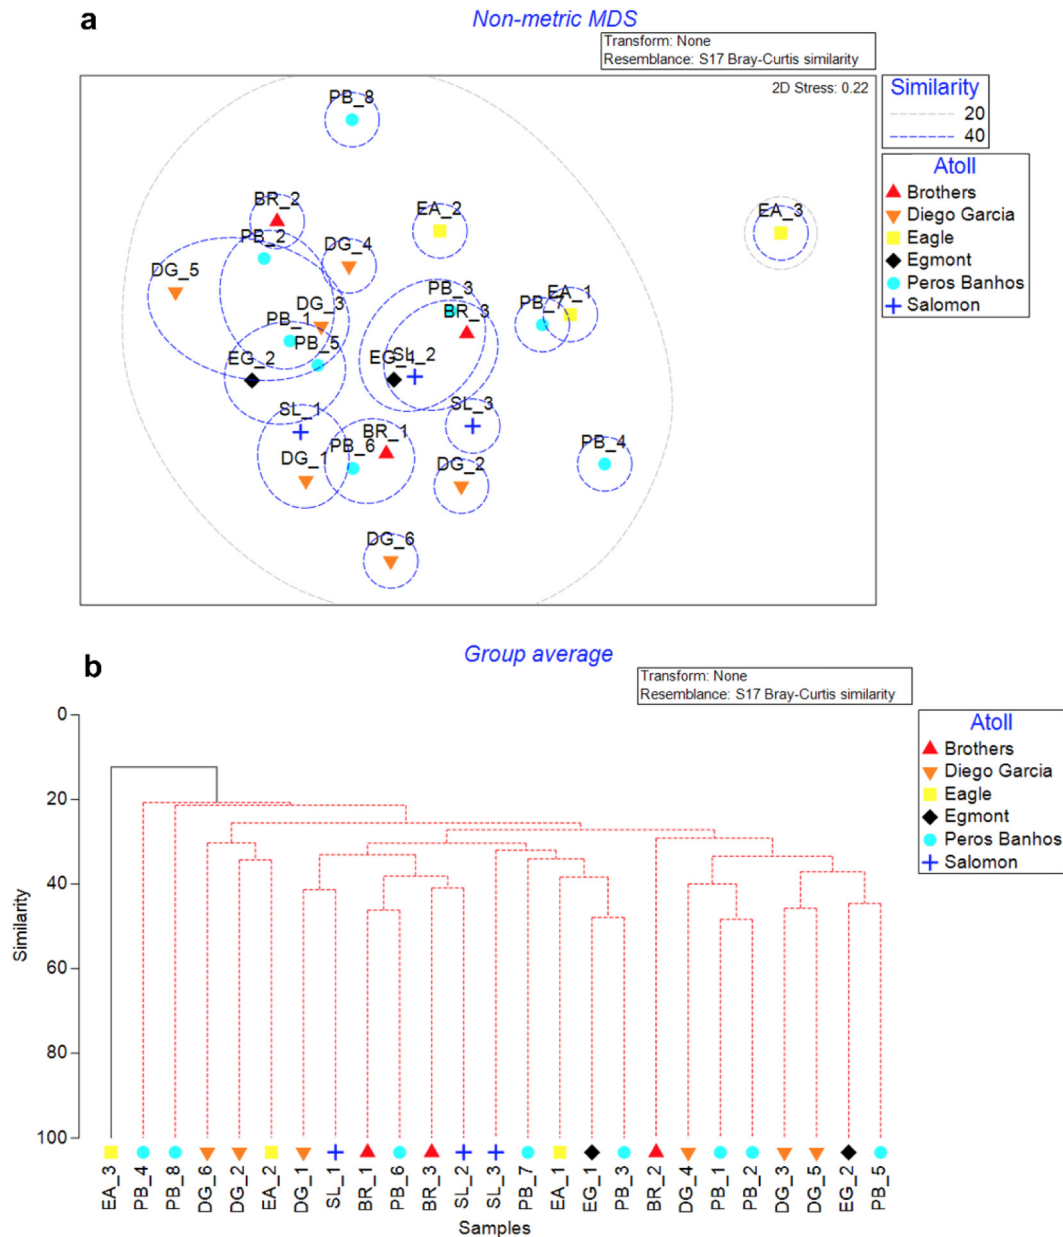 a
Non-metric MDS
Transform: None
Resemblance: S17 Bray-Curtis similarity
2D Stress: 0.22
Similarity
20
40
Atoll
Brothers
Diego Garcia
Eagle
Egmont
Peros Banhos
Salomon
PB_8
BR_2
EA_2
EA_3
PB_2
DG_4
DG_5
PB_3
EA_1
PB_7
DG_3
BR_3
PB_1
PB_5
EG_2
EG_1
SL_2
SL_1
SL_3
BR_1
PB_6
PB_4
DG_1
DG_2
DG_6
b
Group average
Transform: None
Resemblance: S17 Bray-Curtis similarity
Atoll
Brothers
Diego Garcia
Eagle
Egmont
Peros Banhos
Salomon
Similarity
0
20
40
60
80
100
EA_3
PB_4
PB_8
DG_6
DG_2
EA_2
DG_1
SL_1
BR_1
PB_6
BR_3
SL_2
SL_3
PB_7
EA_1
EG_1
PB_3
BR_2
DG_4
PB_1
PB_2
DG_3
DG_5
EG_2
PB_5
Samples